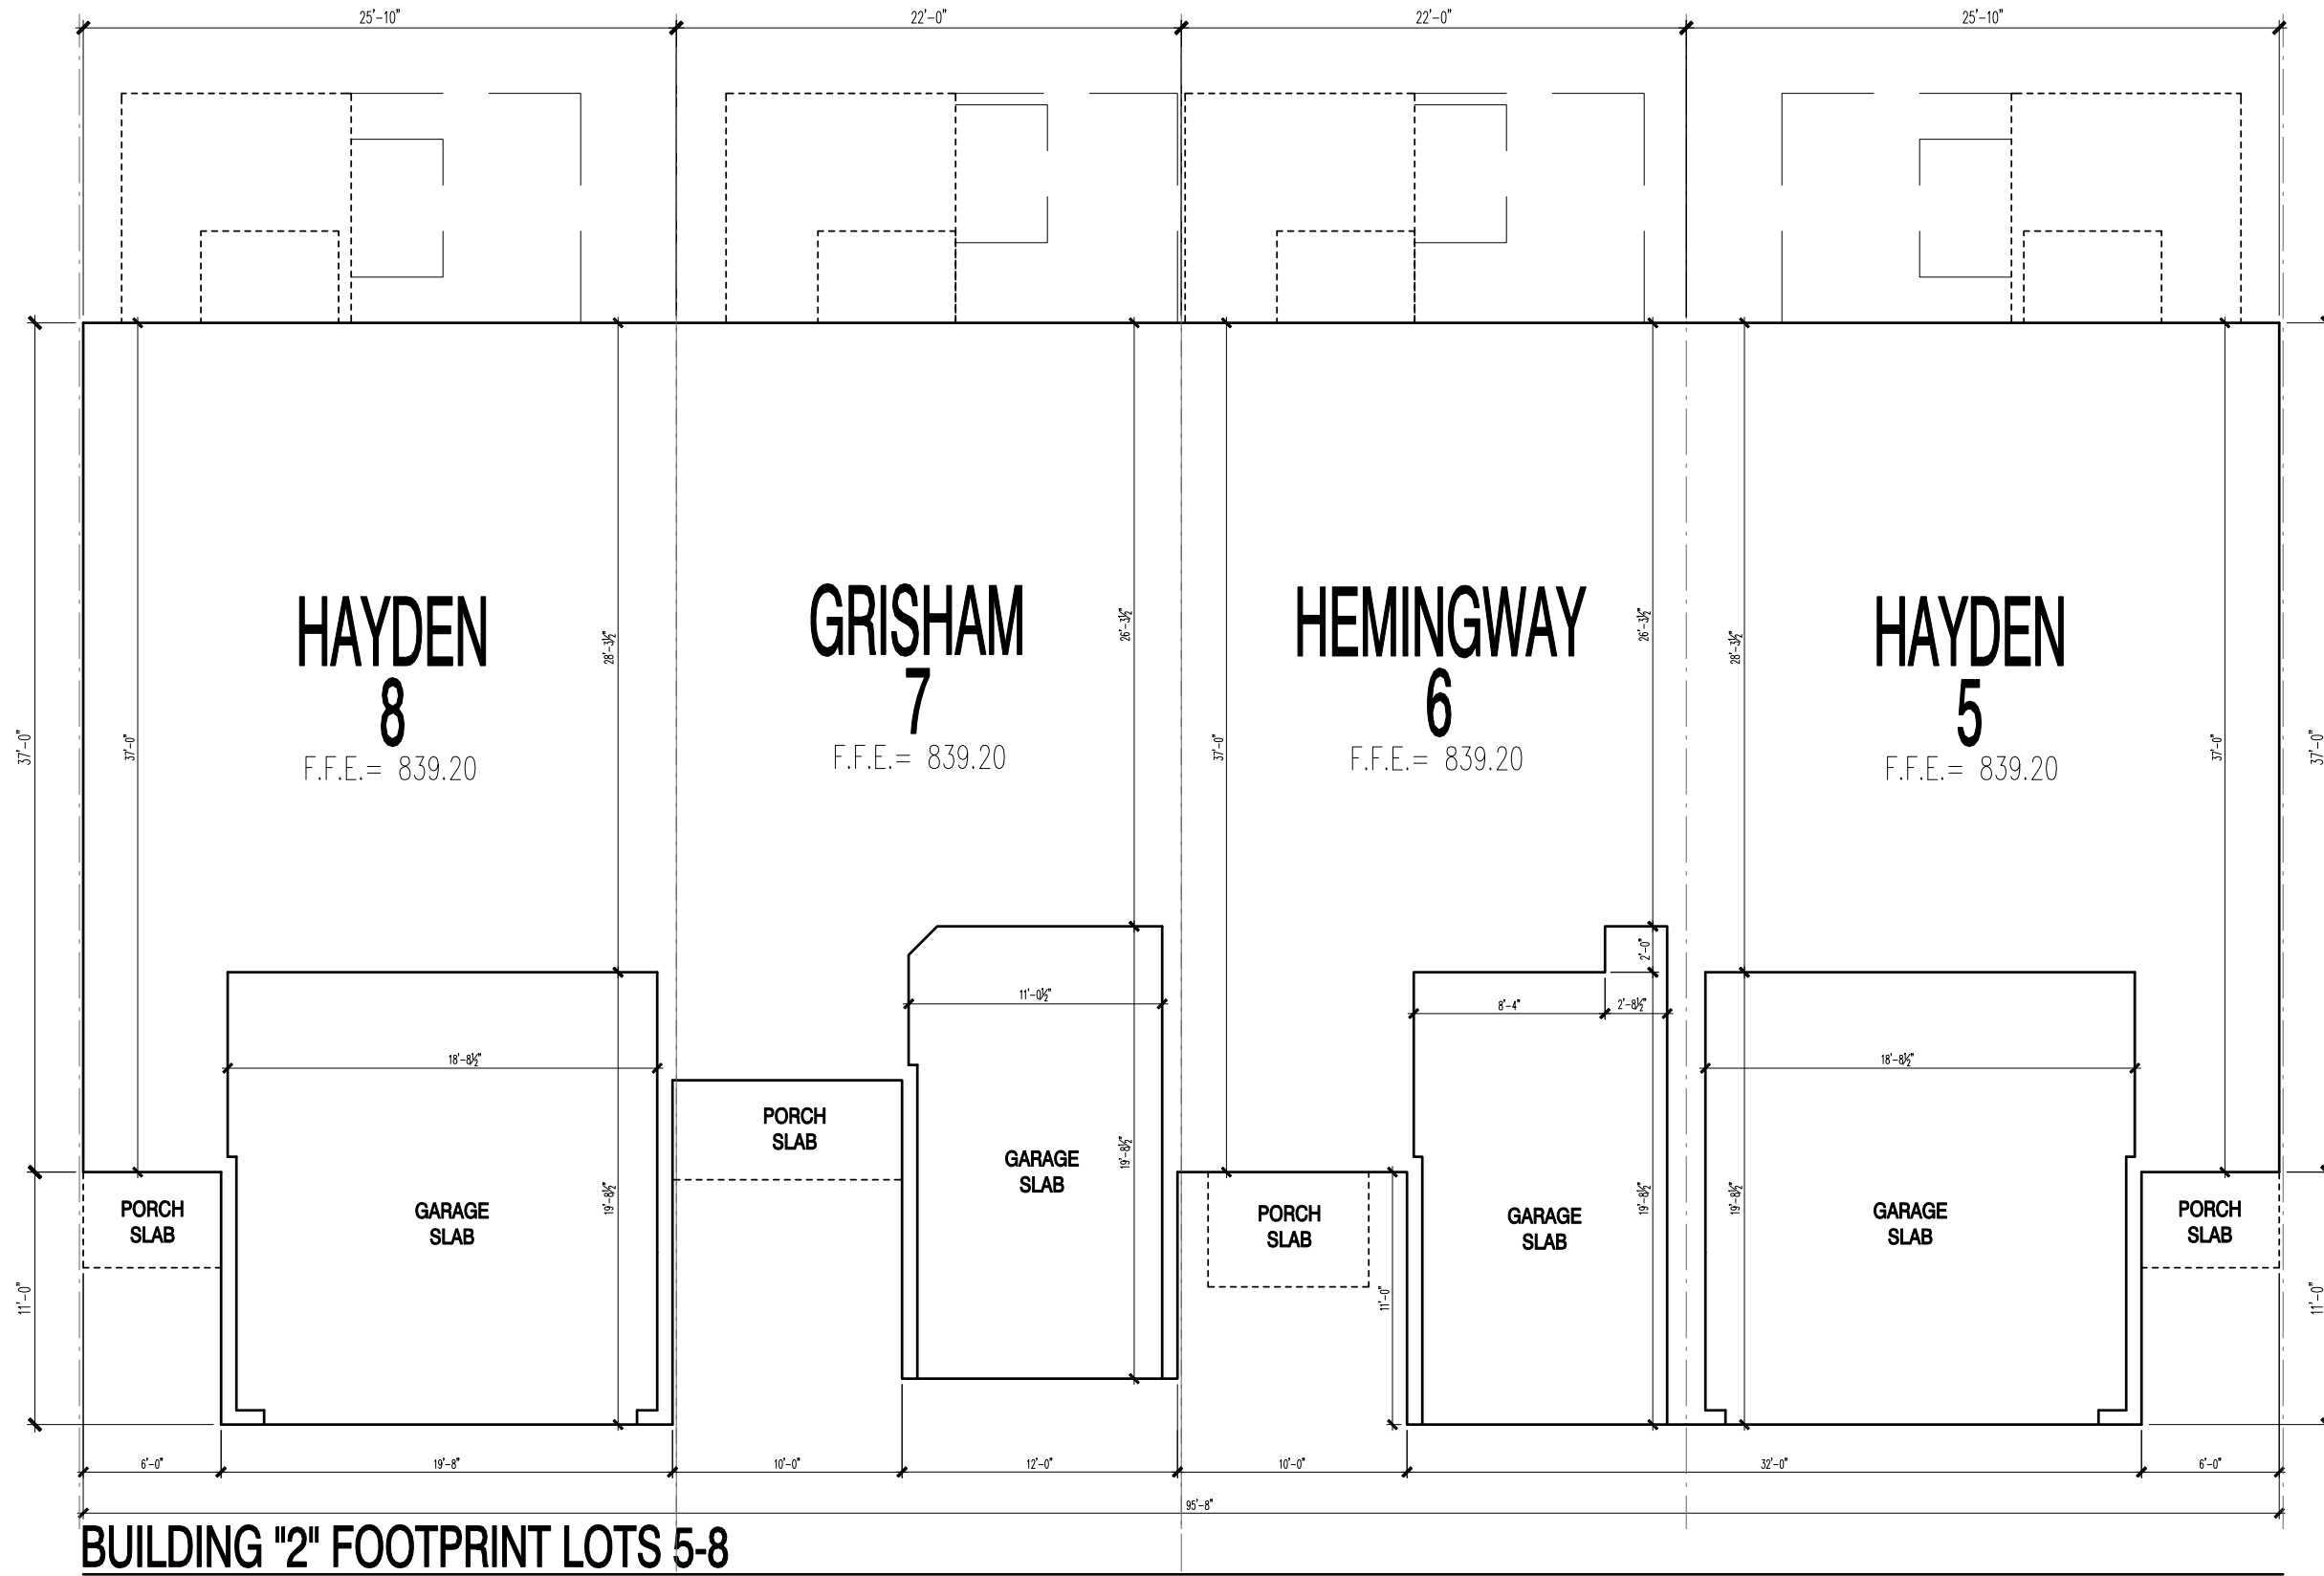 25'-10" 22'-0" 22'-0" 25'-10"
HAYDEN
8
F.F.E.= 839.20
GRISHAM
7
F.F.E.= 839.20
HEMINGWAY
6
F.F.E.= 839.20
HAYDEN
5
F.F.E.= 839.20
37'-0"
37'-0"
28'-3½"
26'-3½"
37'-0"
26'-3½"
28'-3½"
37'-0"
37'-0"
2'-0"
11'-0½"
8'-4"
2'-8½"
18'-8½"
18'-8½"
PORCH
SLAB
GARAGE
SLAB
PORCH
SLAB
GARAGE
SLAB
PORCH
SLAB
GARAGE
SLAB
GARAGE
SLAB
PORCH
SLAB
19'-8½"
19'-8½"
19'-8½"
19'-8½"
11'-0"
11'-0"
11'-0"
6'-0" 19'-8" 10'-0" 12'-0" 10'-0" 32'-0" 6'-0"
95'-8"
BUILDING "2" FOOTPRINT LOTS 5-8